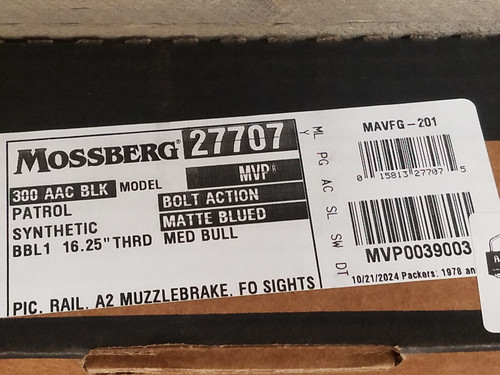 MOSSBERG® 27707
300 AAC BLK MODEL MVP®
PATROL BOLT ACTION
SYNTHETIC MATTE BLUED
BBL1 16.25" THRD MED BULL
PIC. RAIL, A2 MUZZLEBRAKE, FO SIGHTS
Y
ML PG AC SL SW DT
MAVFG-201
0 15813 27707 5
MVP0039003
10/21/2024 Packers: 1978 an